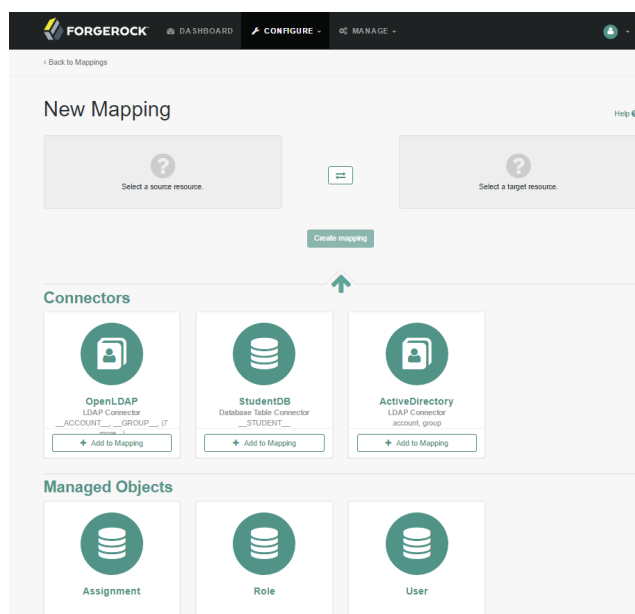 FORGEROCK DASHBOARD CONFIGURE MANAGE
< Back to Mappings
New Mapping
Help
Select a source resource.
Select a target resource.
Create mapping
Connectors
OpenLDAP
LDAP Connector
__ACCOUNT__, __GROUP__, (7
more...)
+ Add to Mapping
StudentDB
Database Table Connector
__STUDENT__
+ Add to Mapping
ActiveDirectory
LDAP Connector
account, group
+ Add to Mapping
Managed Objects
Assignment
Role
User